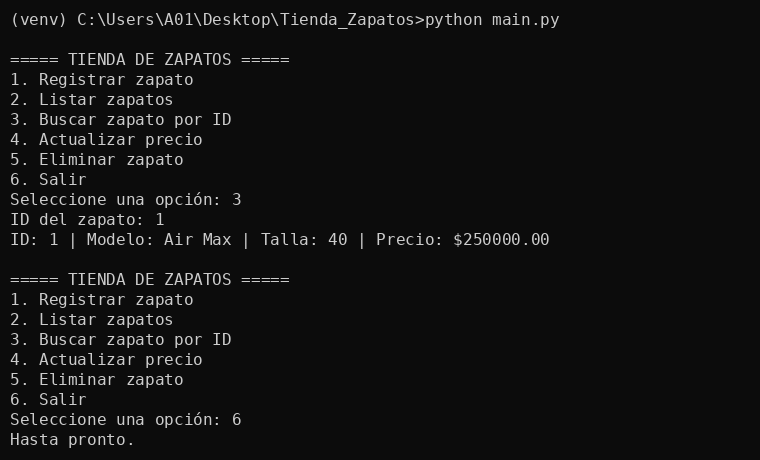 (venv) C:\Users\A01\Desktop\Tienda_Zapatos>python main.py
===== TIENDA DE ZAPATOS =====
1. Registrar zapato
2. Listar zapatos
3. Buscar zapato por ID
4. Actualizar precio
5. Eliminar zapato
6. Salir
Seleccione una opción: 3
ID del zapato: 1
ID: 1 | Modelo: Air Max | Talla: 40 | Precio: $250000.00
===== TIENDA DE ZAPATOS =====
1. Registrar zapato
2. Listar zapatos
3. Buscar zapato por ID
4. Actualizar precio
5. Eliminar zapato
6. Salir
Seleccione una opción: 6
Hasta pronto.